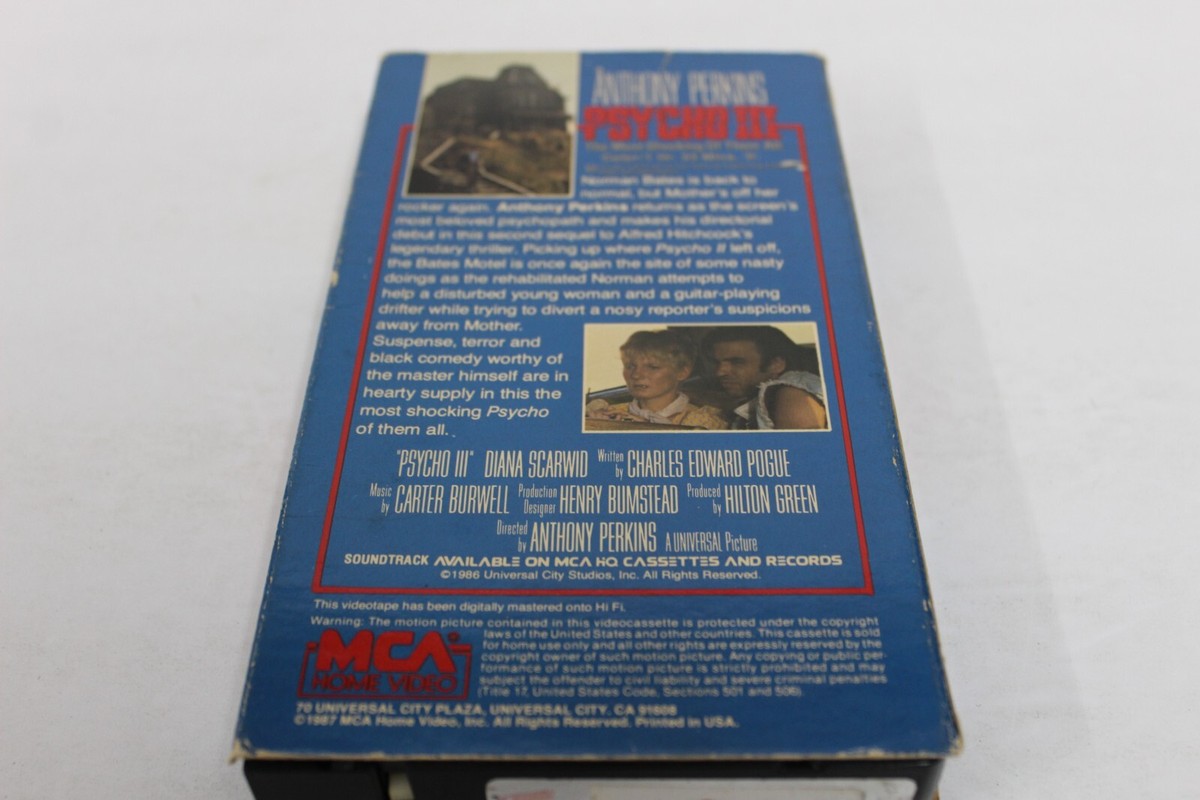 ANTHONY PERKINS
PSYCHO III
The Most Shocking Of Them All
Color
Norman Bates is back to
normal, but Mother's off her
rocker again. Anthony Perkins returns as the screen's
most beloved psychopath and makes his directorial
debut in this second sequel to Alfred Hitchcock's
legendary thriller. Picking up where Psycho II left off,
the Bates Motel is once again the site of some nasty
doings as the rehabilitated Norman attempts to
help a disturbed young woman and a guitar-playing
drifter while trying to divert a nosy reporter's suspicions
away from Mother.
Suspense, terror and
black comedy worthy of
the master himself are in
hearty supply in this the
most shocking Psycho
of them all.
"PSYCHO III" DIANA SCARWID Written by CHARLES EDWARD POGUE
Music by CARTER BURWELL Production Designer HENRY BUMSTEAD Produced by HILTON GREEN
Directed by ANTHONY PERKINS A UNIVERSAL Picture
SOUNDTRACK AVAILABLE ON MCA HQ CASSETTES AND RECORDS
©1986 Universal City Studios, Inc. All Rights Reserved.
This videotape has been digitally mastered onto Hi Fi.
Warning: The motion picture contained in this videocassette is protected under the copyright
laws of the United States and other countries. This cassette is sold
for home use only and all other rights are expressly reserved by the
copyright owner of such motion picture. Any copying or public per-
formance of such motion picture is strictly prohibited and may
subject the offender to civil liability and severe criminal penalties
(Title 17, United States Code, Sections 501 and 506).
MCA
HOME VIDEO
70 UNIVERSAL CITY PLAZA, UNIVERSAL CITY, CA 91608
©1987 MCA Home Video, Inc. All Rights Reserved. Printed in USA.